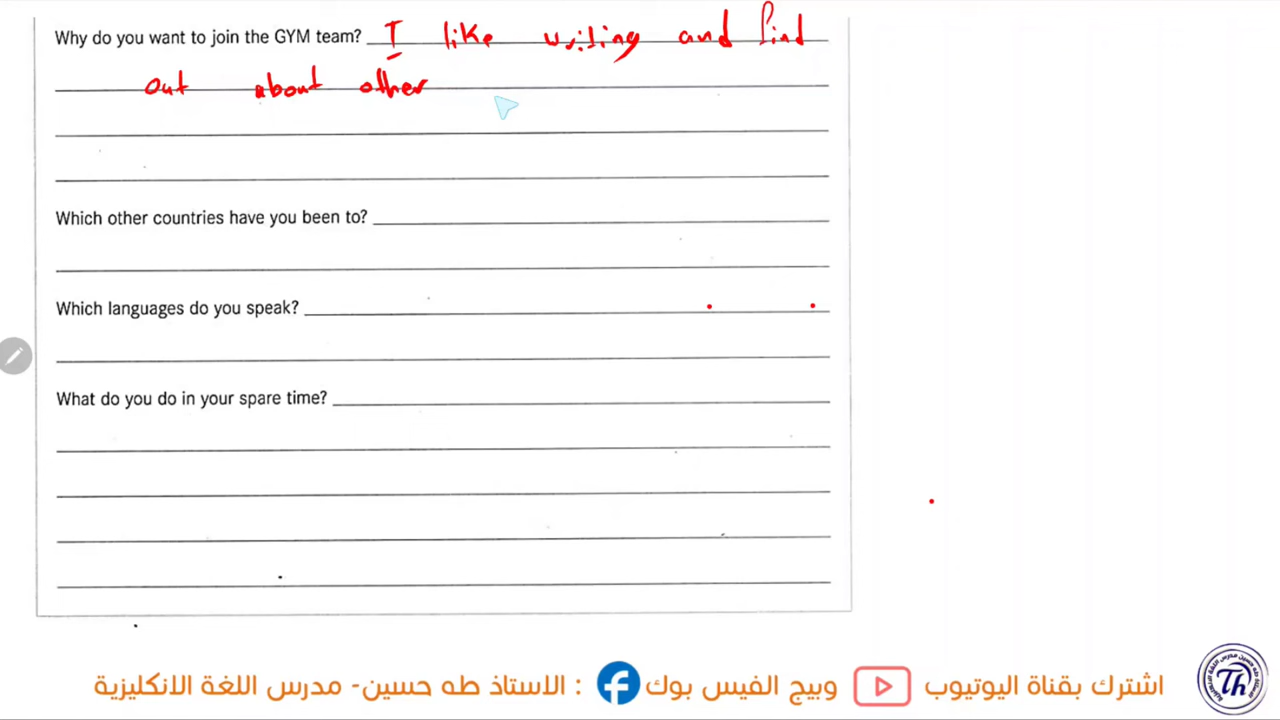 Why do you want to join the GYM team? I like writing and find
out about other
Which other countries have you been to?
Which languages do you speak?
What do you do in your spare time?
اشترك بقناة اليوتيوب وبيج الفيس بوك : الاستاذ طه حسين- مدرس اللغة الانكليزية
Th